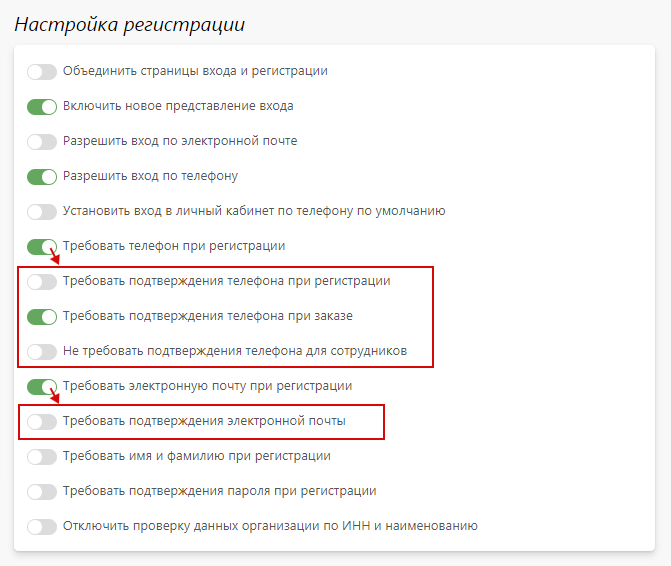 Настройка регистрации
Объединить страницы входа и регистрации
Включить новое представление входа
Разрешить вход по электронной почте
Разрешить вход по телефону
Установить вход в личный кабинет по телефону по умолчанию
Требовать телефон при регистрации
Требовать подтверждения телефона при регистрации
Требовать подтверждения телефона при заказе
Не требовать подтверждения телефона для сотрудников
Требовать электронную почту при регистрации
Требовать подтверждения электронной почты
Требовать имя и фамилию при регистрации
Требовать подтверждения пароля при регистрации
Отключить проверку данных организации по ИНН и наименованию